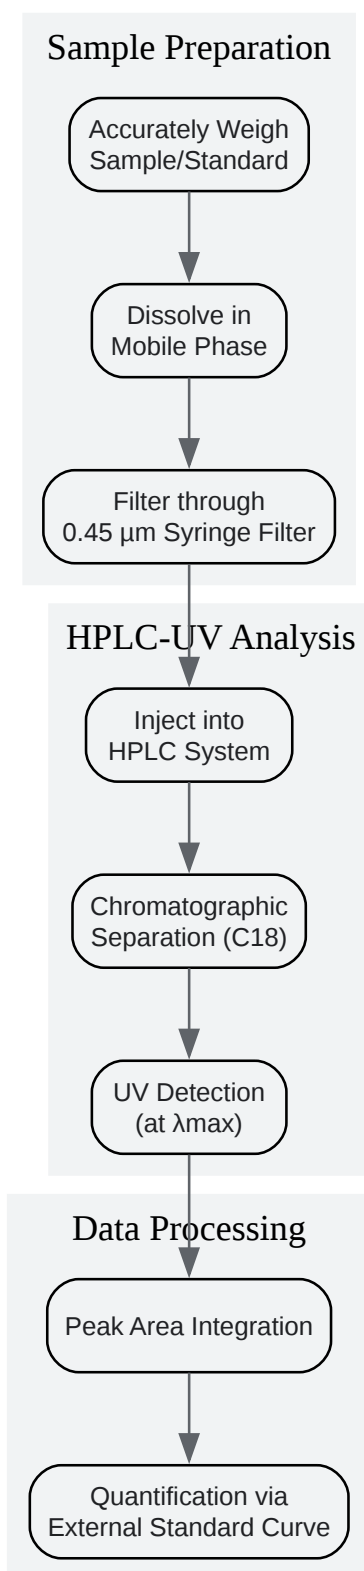 Sample Preparation
Accurately Weigh
Sample/Standard
Dissolve in
Mobile Phase
Filter through
0.45 µm Syringe Filter
HPLC-UV Analysis
Inject into
HPLC System
Chromatographic
Separation (C18)
UV Detection
(at λmax)
Data Processing
Peak Area Integration
Quantification via
External Standard Curve